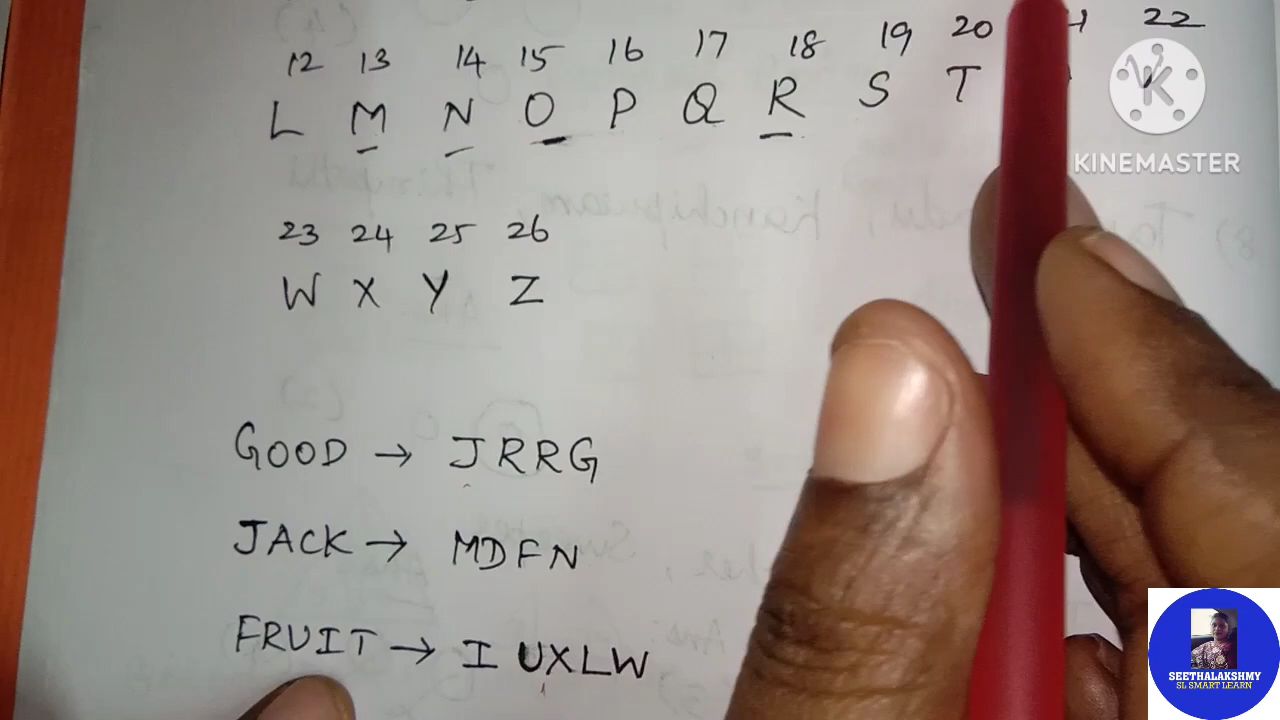 12 13 14 15 16 17 18 19 20 22
L M N O P Q R S T
KINEMASTER
23 24 25 26
W X Y Z
GOOD → JRRG
JACK → MDFN
FRUIT → IUXLW
SEETHALAKSHMY
SL SMART LEARN